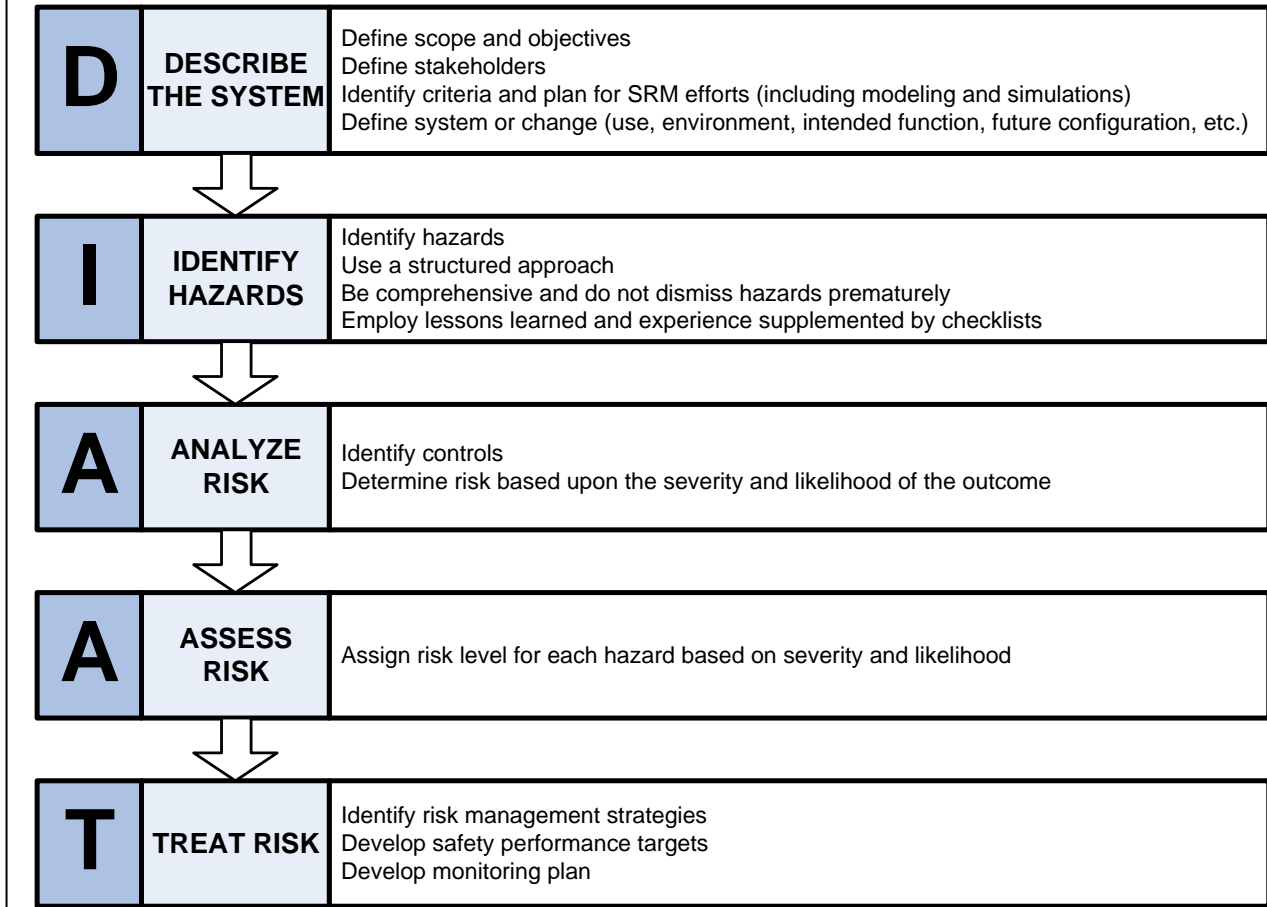 D
DESCRIBE
THE SYSTEM
Define scope and objectives
Define stakeholders
Identify criteria and plan for SRM efforts (including modeling and simulations)
Define system or change (use, environment, intended function, future configuration, etc.)
I
IDENTIFY
HAZARDS
Identify hazards
Use a structured approach
Be comprehensive and do not dismiss hazards prematurely
Employ lessons learned and experience supplemented by checklists
A
ANALYZE
RISK
Identify controls
Determine risk based upon the severity and likelihood of the outcome
A
ASSESS
RISK
Assign risk level for each hazard based on severity and likelihood
T
TREAT RISK
Identify risk management strategies
Develop safety performance targets
Develop monitoring plan